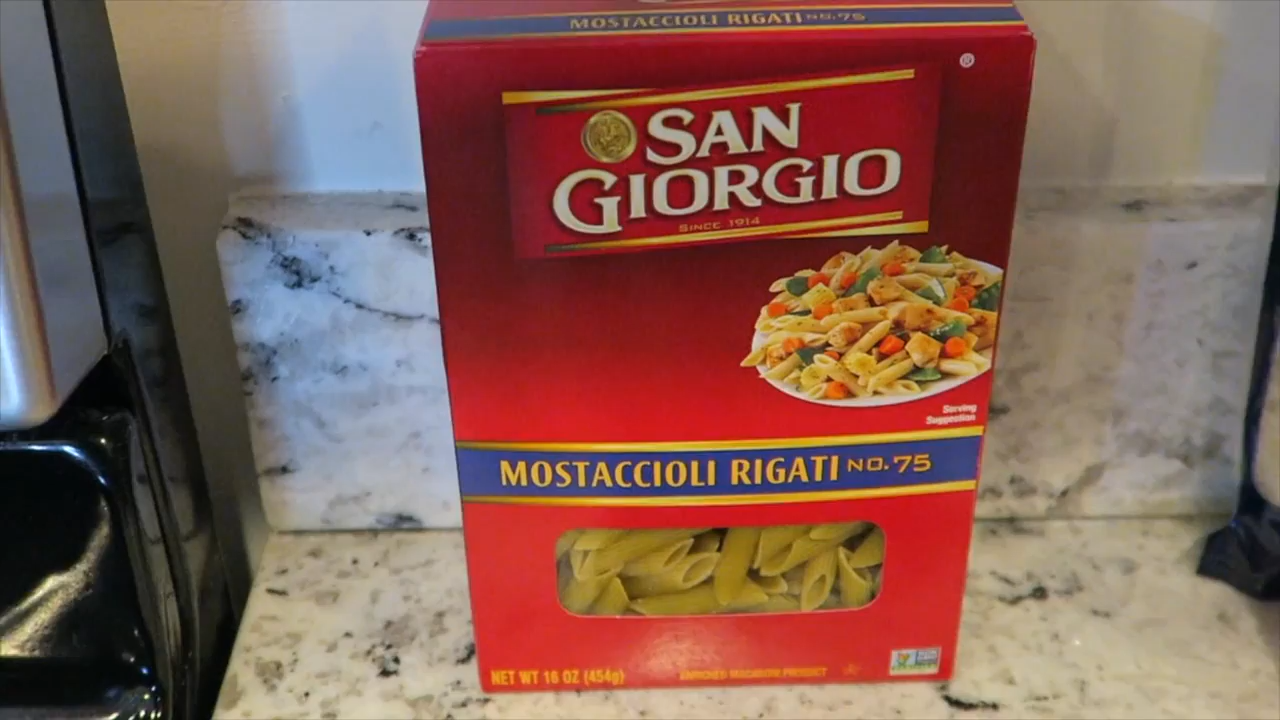 MOSTACCIOLI RIGATI NO.75
®
SAN
GIORGIO
SINCE 1914
Serving
Suggestion
MOSTACCIOLI RIGATI NO.75
NET WT 16 OZ (454g)
ENRICHED MACARONI PRODUCT